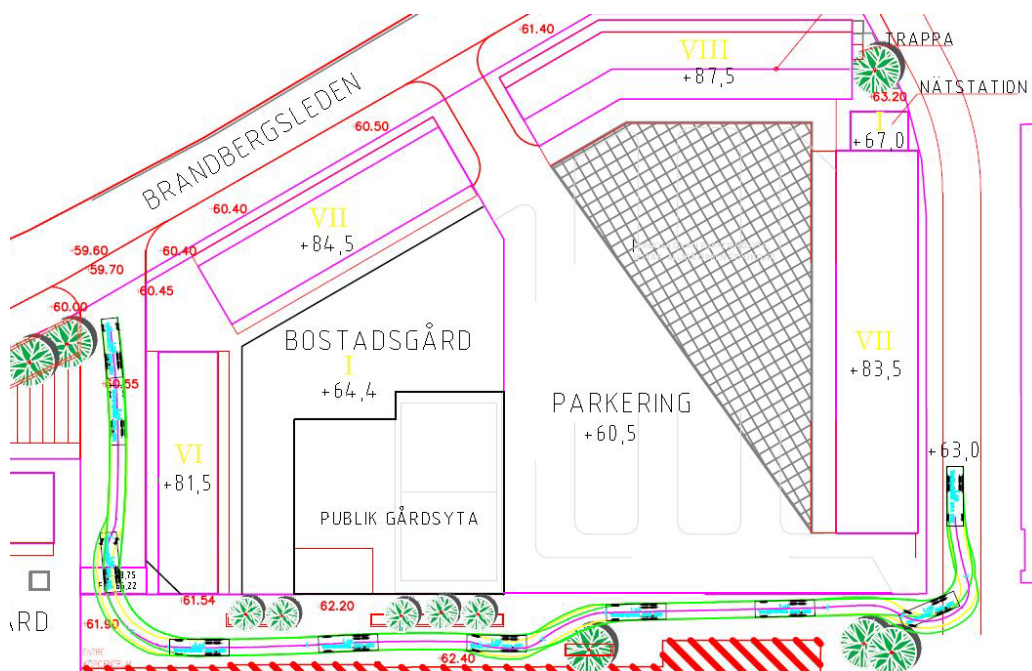 61.40
VIII
+87,5
TRAPRA
63.20
NÄTSTATION
I
+67,0
BRANDBERGSLEDEN
60.50
60.40
VII
+84,5
59.60
59.70
60.40
60.45
60.00
BOSTADSGÅRD
I
+64,4
VII
+83,5
60.55
PARKERING
+60,5
VI
+81,5
+63,0
PUBLIK GÅRDSYTA
61.54
62.20
61.90
ÅRD
62.40